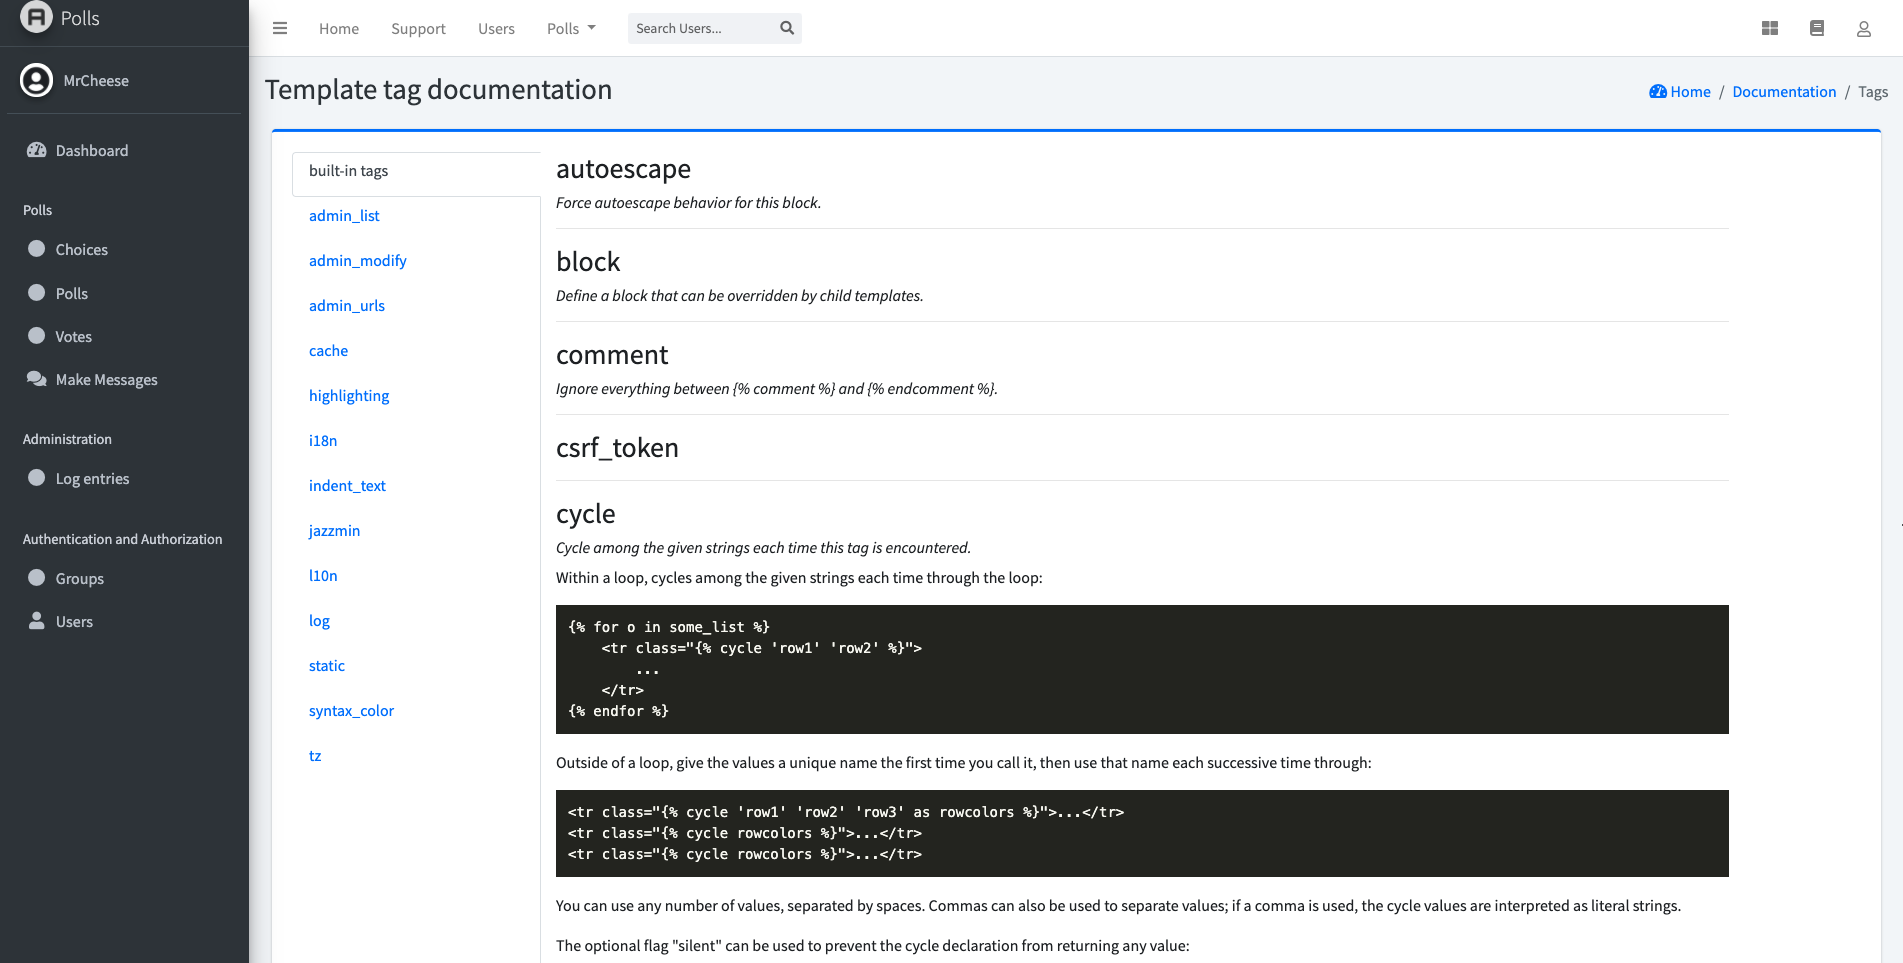 Polls
MrCheese
Dashboard
Polls
Choices
Polls
Votes
Make Messages
Administration
Log entries
Authentication and Authorization
Groups
Users
Home
Support
Users
Polls
Search Users...
Template tag documentation
Home / Documentation / Tags
built-in tags
admin_list
admin_modify
admin_urls
cache
highlighting
i18n
indent_text
jazzmin
l10n
log
static
syntax_color
tz
autoescape
Force autoescape behavior for this block.
block
Define a block that can be overridden by child templates.
comment
Ignore everything between {% comment %} and {% endcomment %}.
csrf_token
cycle
Cycle among the given strings each time this tag is encountered.
Within a loop, cycles among the given strings each time through the loop:
{% for o in some_list %}
    <tr class="{% cycle 'row1' 'row2' %}">
        ...
    </tr>
{% endfor %}
Outside of a loop, give the values a unique name the first time you call it, then use that name each successive time through:
<tr class="{% cycle 'row1' 'row2' 'row3' as rowcolors %}">...</tr>
<tr class="{% cycle rowcolors %}">...</tr>
<tr class="{% cycle rowcolors %}">...</tr>
You can use any number of values, separated by spaces. Commas can also be used to separate values; if a comma is used, the cycle values are interpreted as literal strings.
The optional flag "silent" can be used to prevent the cycle declaration from returning any value: